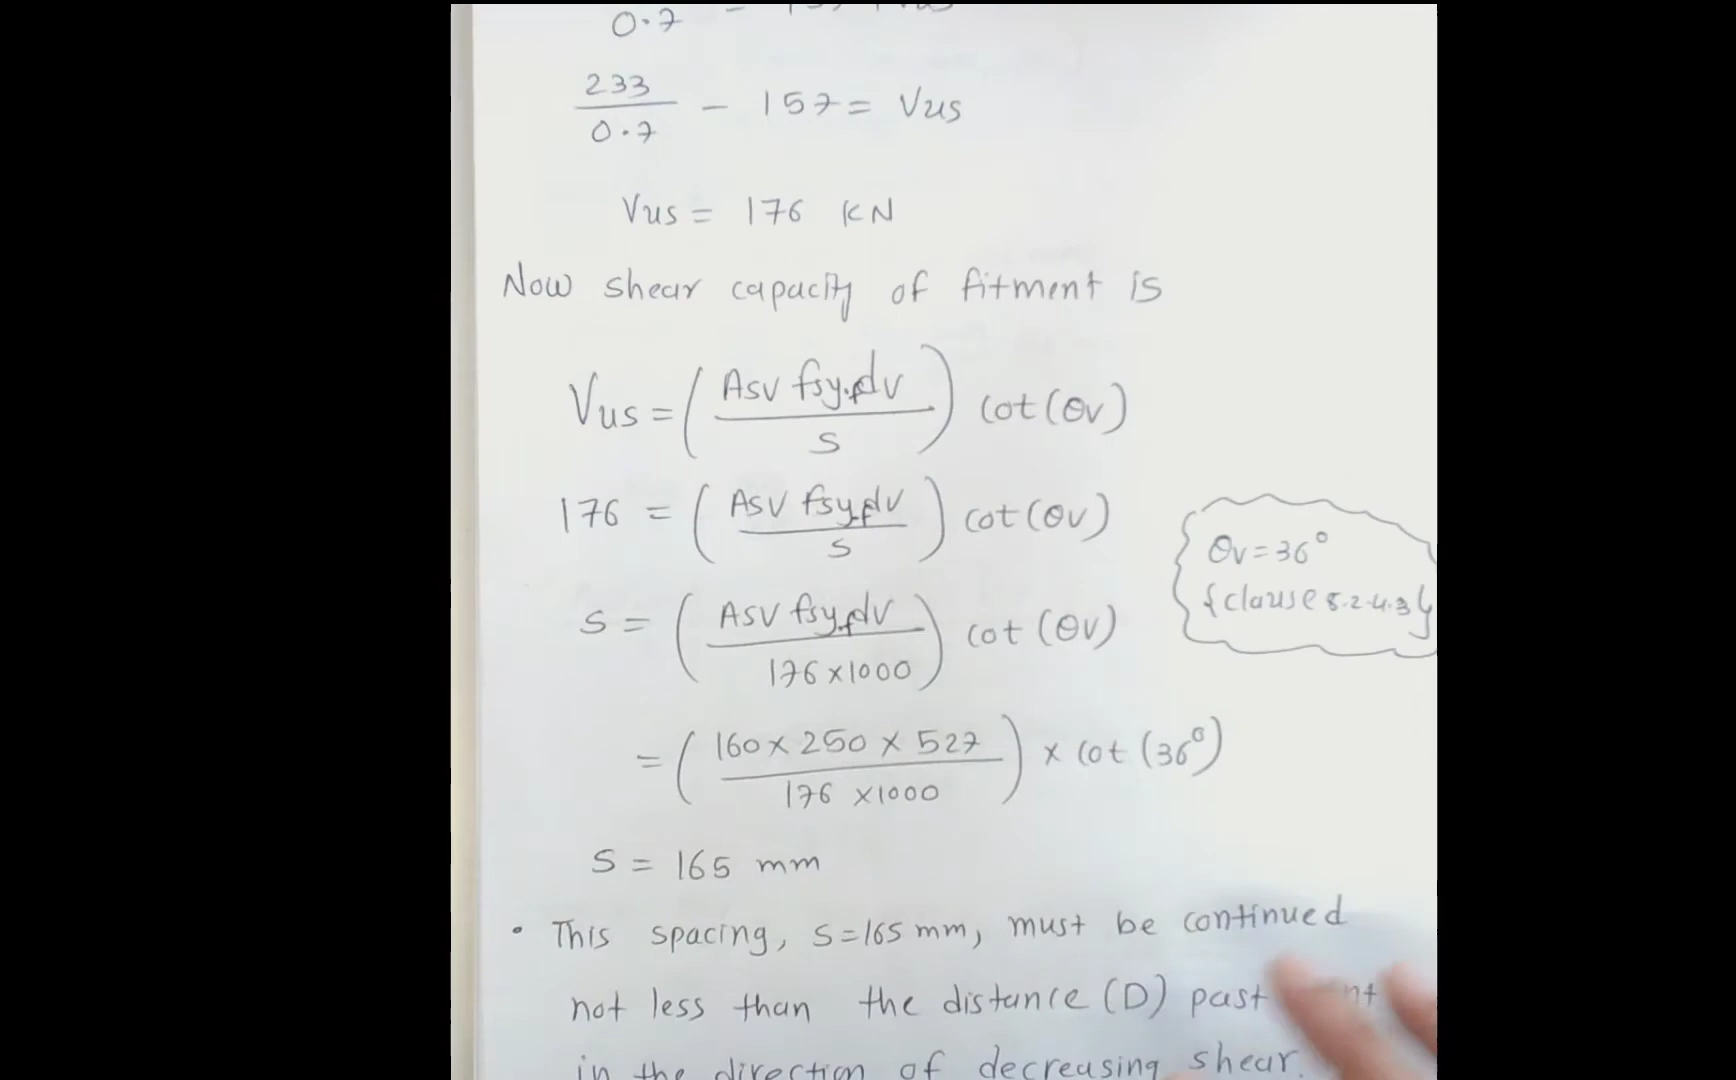 0.7
233/0.7 - 157 = Vus
Vus = 176 KN
Now shear capacity of fitment is
Vus = (Asv fsy.f dv / s) cot (θv)
176 = (Asv fsy.f dv / s) cot (θv)
θv = 36°
{clause 8.2.4.3}
s = (Asv fsy.f dv / 176 x 1000) cot (θv)
= (160 x 250 x 527 / 176 x 1000) x cot (36°)
s = 165 mm
• This spacing, s = 165 mm, must be continued
not less than the distance (D) past
in the direction of decreasing shear.